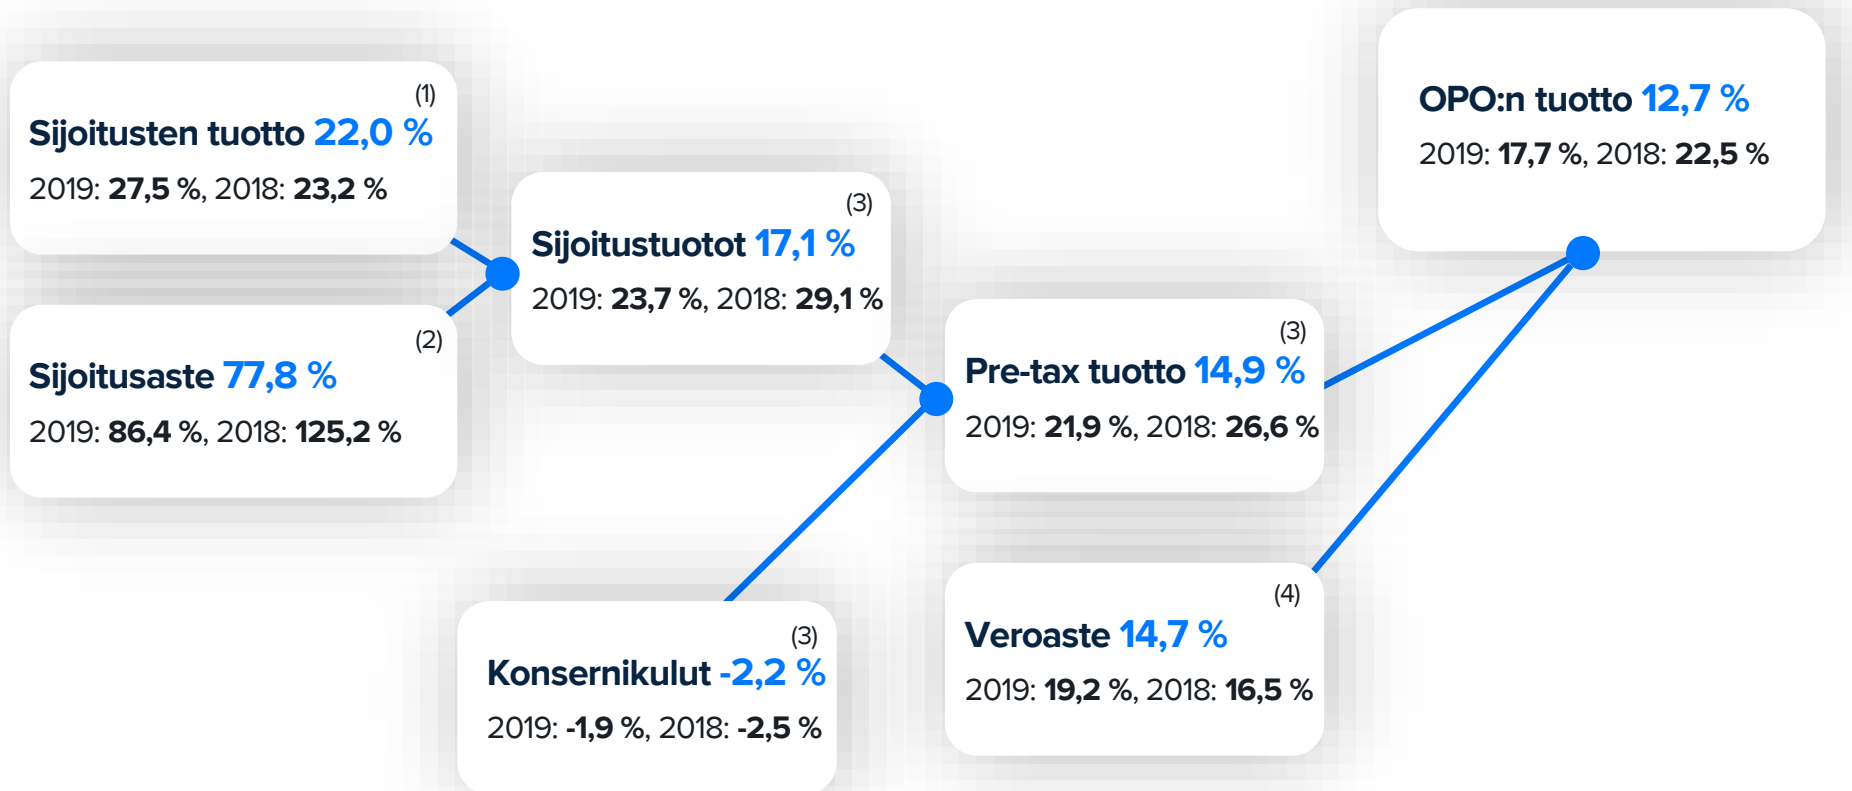 (1)
Sijoitusten tuotto 22,0 %
2019: 27,5 %, 2018: 23,2 %
(2)
Sijoitusaste 77,8 %
2019: 86,4 %, 2018: 125,2 %
(3)
Sijoitustuotot 17,1 %
2019: 23,7 %, 2018: 29,1 %
(3)
Konsernikulut -2,2 %
2019: -1,9 %, 2018: -2,5 %
(3)
Pre-tax tuotto 14,9 %
2019: 21,9 %, 2018: 26,6 %
(4)
Veroaste 14,7 %
2019: 19,2 %, 2018: 16,5 %
OPO:n tuotto 12,7 %
2019: 17,7 %, 2018: 22,5 %